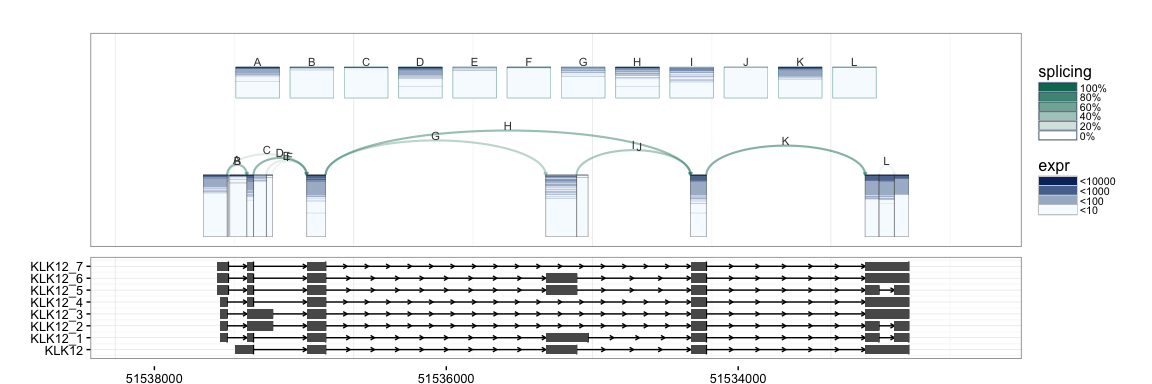 A B C D E F G H I J K L
splicing
100%
80%
60%
40%
20%
0%
H
G
I J
K
C D E F
A B
L
expr
<10000
<1000
<100
<10
KLK12_7
KLK12_6
KLK12_5
KLK12_4
KLK12_3
KLK12_2
KLK12_1
KLK12
51538000 51536000 51534000